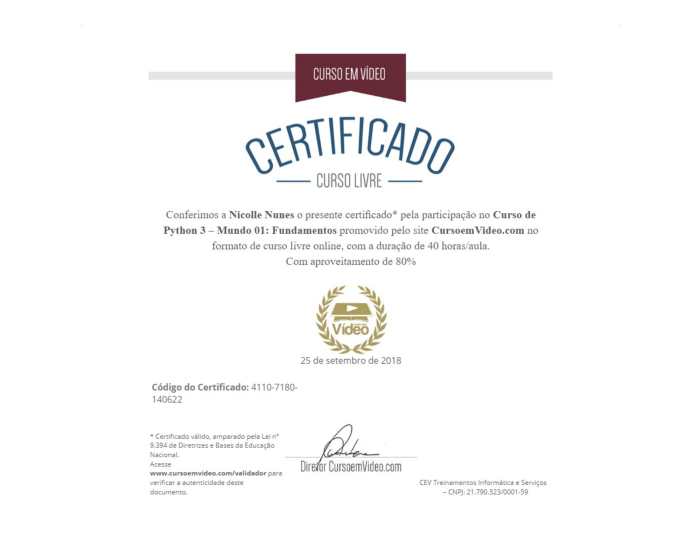 CURSO EM VÍDEO
CERTIFICADO
CURSO LIVRE
Conferimos a Nicolle Nunes o presente certificado* pela participação no Curso de
Python 3 – Mundo 01: Fundamentos promovido pelo site CursoemVideo.com no
formato de curso livre online, com a duração de 40 horas/aula.
Com aproveitamento de 80%
Vídeo
25 de setembro de 2018
Código do Certificado: 4110-7180-
140622
* Certificado válido, amparado pela Lei n°
9.394 de Diretrizes e Bases da Educação
Nacional.
Acesse
www.cursoemvideo.com/validador para
verificar a autenticidade deste
documento.
Diretor CursoemVideo.com
CEV Treinamentos Informática e Serviços
– CNPJ: 21.790.523/0001-59